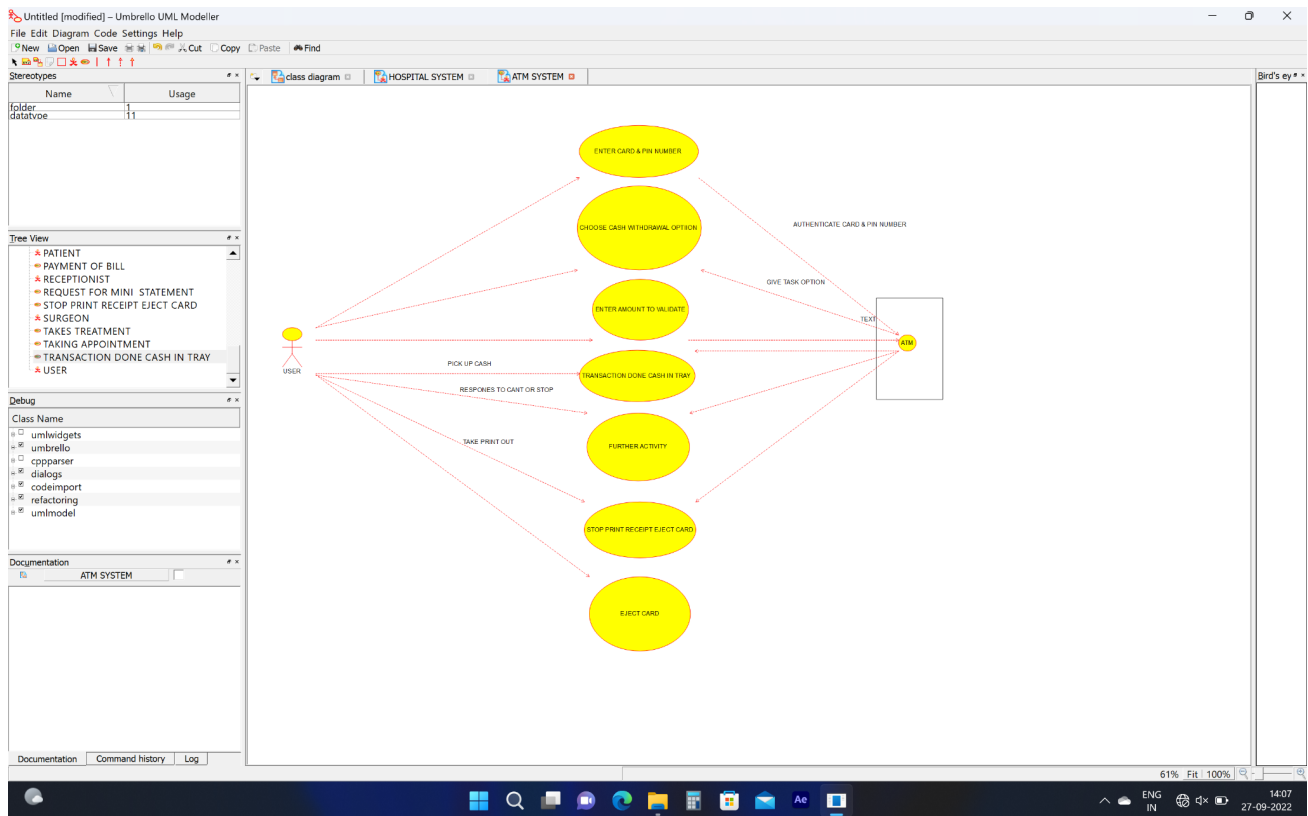 Untitled [modified] – Umbrello UML Modeller
File Edit Diagram Code Settings Help
New Open Save Cut Copy Paste Find
Stereotypes
Name Usage
folder 1
datatype 11
class diagram HOSPITAL SYSTEM ATM SYSTEM
Bird's ey
Tree View
PATIENT
PAYMENT OF BILL
RECEPTIONIST
REQUEST FOR MINI STATEMENT
STOP PRINT RECEIPT EJECT CARD
SURGEON
TAKES TREATMENT
TAKING APPOINTMENT
TRANSACTION DONE CASH IN TRAY
USER
Debug
Class Name
umlwidgets
umbrello
cppparser
dialogs
codeimport
refactoring
umlmodel
Documentation
ATM SYSTEM
Documentation Command history Log
ENTER CARD & PIN NUMBER
CHOOSE CASH WITHDRAWAL OPTIION
AUTHENTICATE CARD & PIN NUMBER
GIVE TASK OPTION
ENTER AMOUNT TO VALIDATE
TEXT
ATM
USER
PICK UP CASH
TRANSACTION DONE CASH IN TRAY
RESPONES TO CANT OR STOP
TAKE PRINT OUT
FURTHER ACTIVITY
STOP PRINT RECEIPT EJECT CARD
EJECT CARD
61% Fit 100%
Ae
ENG
IN
14:07
27-09-2022